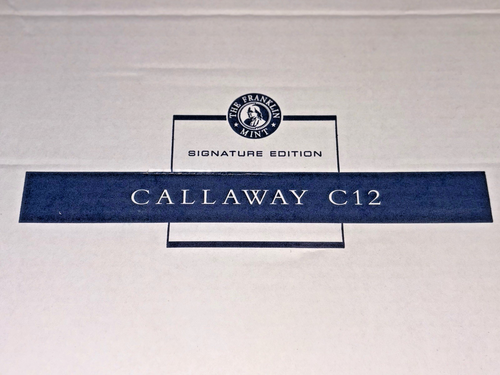 THE FRANKLIN
MINT
SIGNATURE EDITION
CALLAWAY C12